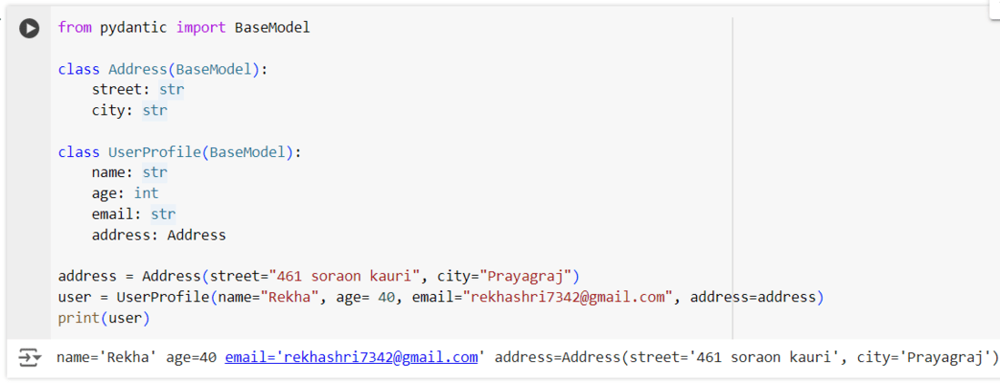 from pydantic import BaseModel
class Address(BaseModel):
    street: str
    city: str
class UserProfile(BaseModel):
    name: str
    age: int
    email: str
    address: Address
address = Address(street="461 soraon kauri", city="Prayagraj")
user = UserProfile(name="Rekha", age= 40, email="rekhashri7342@gmail.com", address=address)
print(user)
name='Rekha' age=40 email='rekhashri7342@gmail.com' address=Address(street='461 soraon kauri', city='Prayagraj')